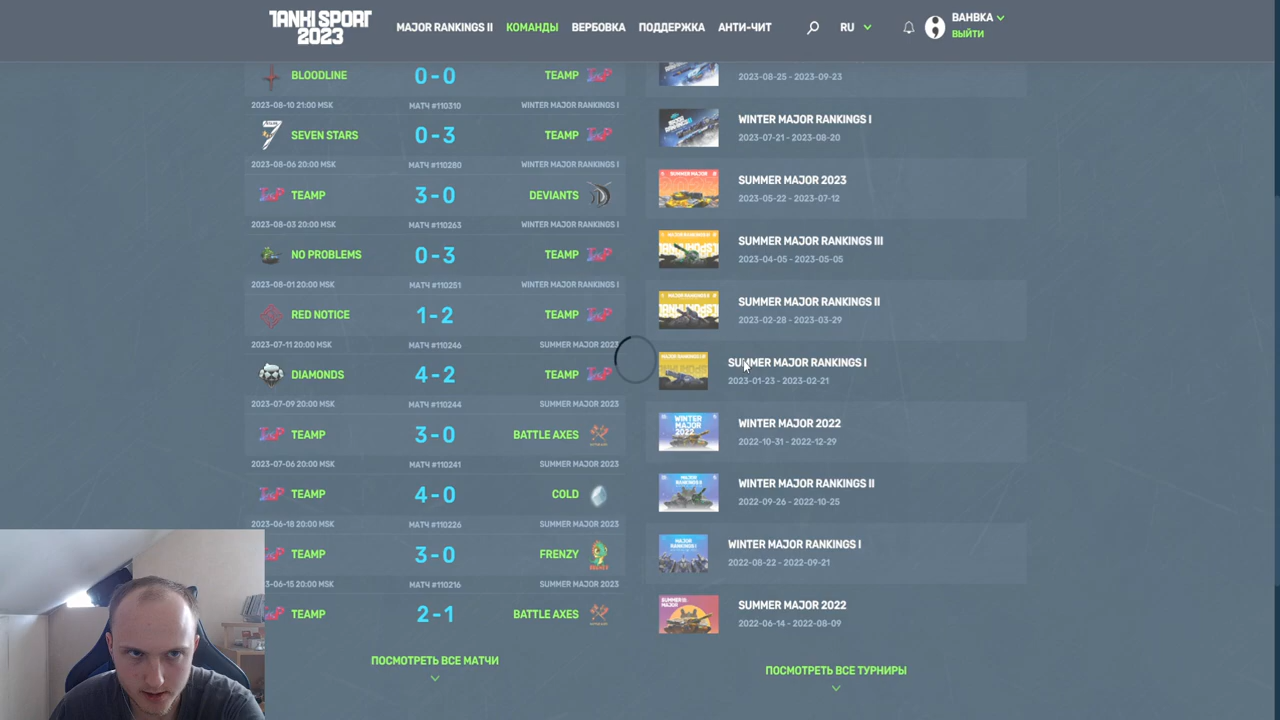 TANKI SPORT
2023
MAJOR RANKINGS II
КОМАНДЫ
ВЕРБОВКА
ПОДДЕРЖКА
АНТИ-ЧИТ
RU
ВАНВКА
ВЫЙТИ
BLOODLINE 0 - 0 TEAMP
2023-08-10 21:00 MSK МАТЧ #110310 WINTER MAJOR RANKINGS I
SEVEN STARS 0 - 3 TEAMP
2023-08-06 20:00 MSK МАТЧ #110280 WINTER MAJOR RANKINGS I
TEAMP 3 - 0 DEVIANTS
2023-08-03 20:00 MSK МАТЧ #110263 WINTER MAJOR RANKINGS I
NO PROBLEMS 0 - 3 TEAMP
2023-08-01 20:00 MSK МАТЧ #110251 WINTER MAJOR RANKINGS I
RED NOTICE 1 - 2 TEAMP
2023-07-11 20:00 MSK МАТЧ #110246 SUMMER MAJOR 2023
DIAMONDS 4 - 2 TEAMP
2023-07-09 20:00 MSK МАТЧ #110244 SUMMER MAJOR 2023
TEAMP 3 - 0 BATTLE AXES
2023-07-06 20:00 MSK МАТЧ #110241 SUMMER MAJOR 2023
TEAMP 4 - 0 COLD
2023-06-18 20:00 MSK МАТЧ #110226 SUMMER MAJOR 2023
TEAMP 3 - 0 FRENZY
-06-15 20:00 MSK МАТЧ #110216 SUMMER MAJOR 2023
TEAMP 2 - 1 BATTLE AXES
ПОСМОТРЕТЬ ВСЕ МАТЧИ
2023-08-25 - 2023-09-23
WINTER MAJOR RANKINGS I
2023-07-21 - 2023-08-20
SUMMER MAJOR 2023
2023-05-22 - 2023-07-12
SUMMER MAJOR RANKINGS III
2023-04-05 - 2023-05-05
SUMMER MAJOR RANKINGS II
2023-02-28 - 2023-03-29
SUMMER MAJOR RANKINGS I
2023-01-23 - 2023-02-21
WINTER MAJOR 2022
2022-10-31 - 2022-12-29
WINTER MAJOR RANKINGS II
2022-09-26 - 2022-10-25
WINTER MAJOR RANKINGS I
2022-08-22 - 2022-09-21
SUMMER MAJOR 2022
2022-06-14 - 2022-08-09
ПОСМОТРЕТЬ ВСЕ ТУРНИРЫ